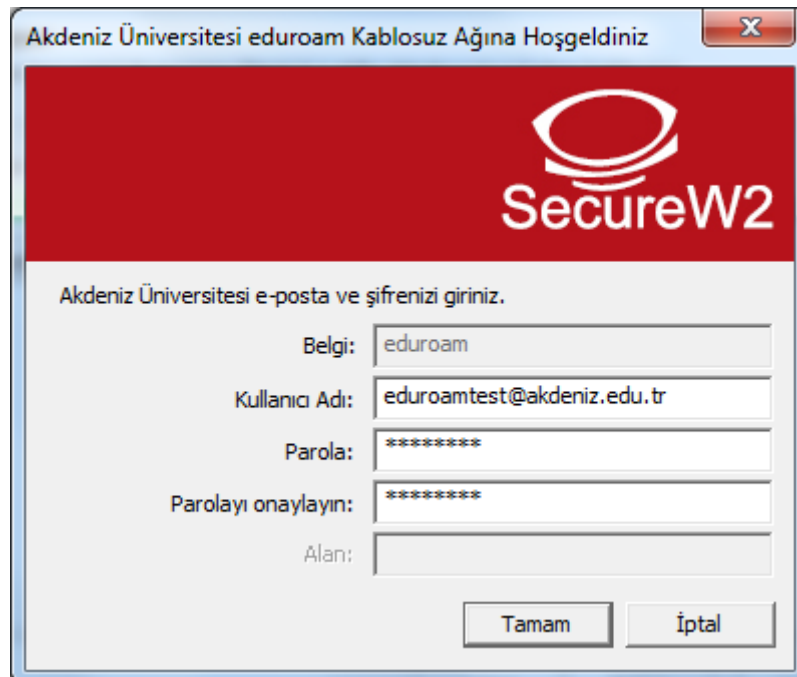 Akdeniz Üniversitesi eduroam Kablosuz Ağına Hoşgeldiniz
SecureW2
Akdeniz Üniversitesi e-posta ve şifrenizi giriniz.
Belgi: eduroam
Kullanıcı Adı: eduroamtest@akdeniz.edu.tr
Parola: ********
Parolayı onaylayın: ********
Alan:
Tamam İptal